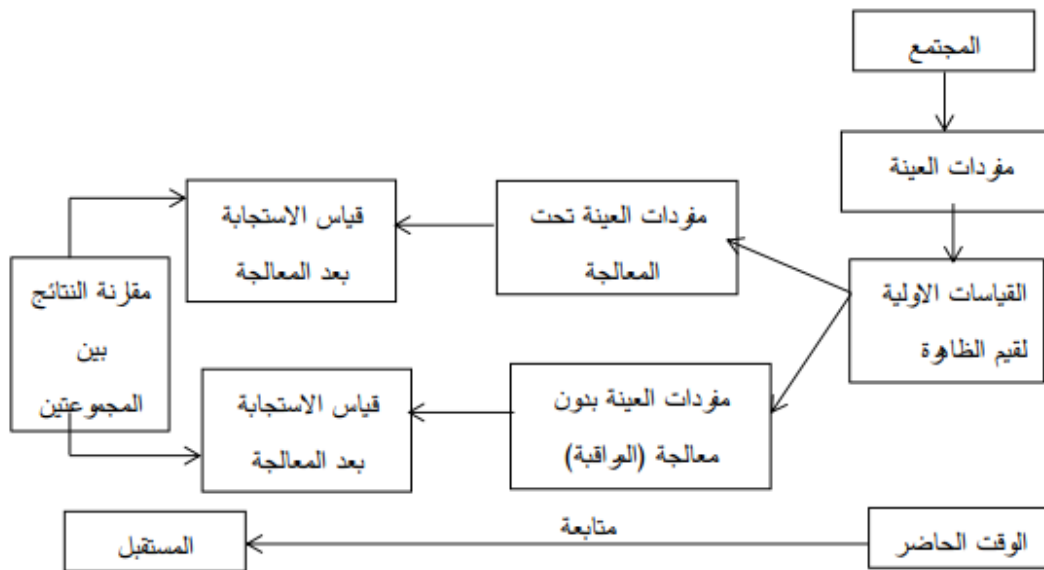 المجتمع
مفردات العينة
القياسات الاولية
لقيم الظاهرة
مفردات العينة تحت
المعالجة
قياس الاستجابة
بعد المعالجة
مفردات العينة بدون
معالجة (المراقبة)
قياس الاستجابة
بعد المعالجة
مقارنة النتائج
بين
المجموعتين
الوقت الحاضر
متابعة
المستقبل